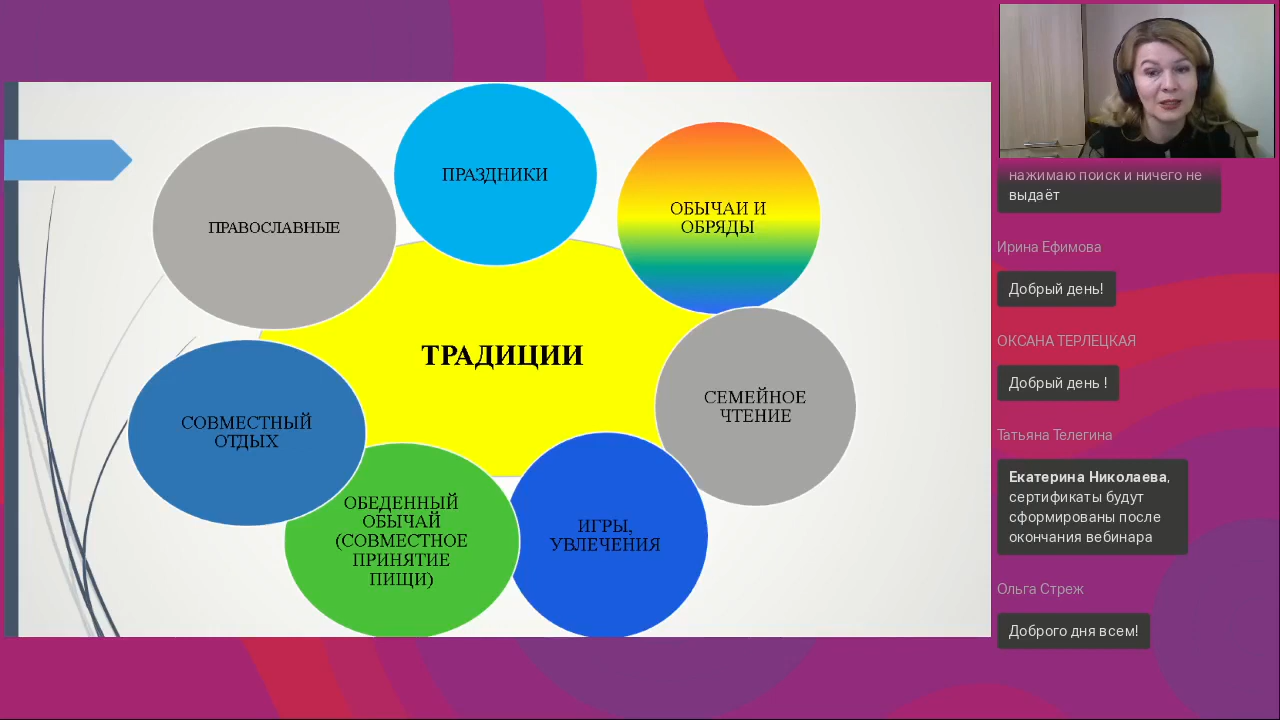 ПРАЗДНИКИ
ОБЫЧАИ И
ОБРЯДЫ
СЕМЕЙНОЕ
ЧТЕНИЕ
ИГРЫ,
УВЛЕЧЕНИЯ
ОБЕДЕННЫЙ
ОБЫЧАЙ
(СОВМЕСТНОЕ
ПРИНЯТИЕ
ПИЩИ)
СОВМЕСТНЫЙ
ОТДЫХ
ПРАВОСЛАВНЫЕ
ТРАДИЦИИ
нажимаю поиск и ничего не
выдаёт
Ирина Ефимова
Добрый день!
ОКСАНА ТЕРЛЕЦКАЯ
Добрый день !
Татьяна Телегина
Екатерина Николаева,
сертификаты будут
сформированы после
окончания вебинара
Ольга Стреж
Доброго дня всем!